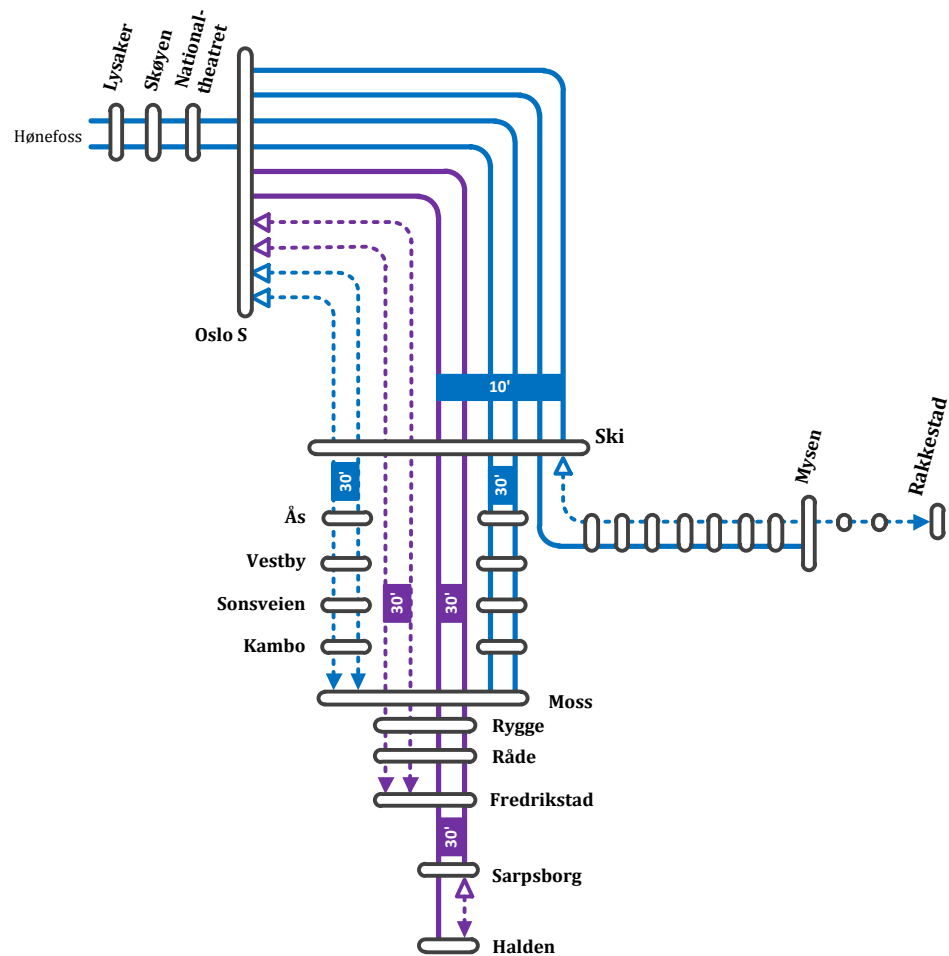 Lysaker
Skøyen
National-
theatret
Hønefoss
Oslo S
10'
Ski
Mysen
Rakkestad
30'
30'
Ås
Vestby
Sonsveien
30'
30'
Kambo
Moss
Rygge
Råde
Fredrikstad
30'
Sarpsborg
Halden